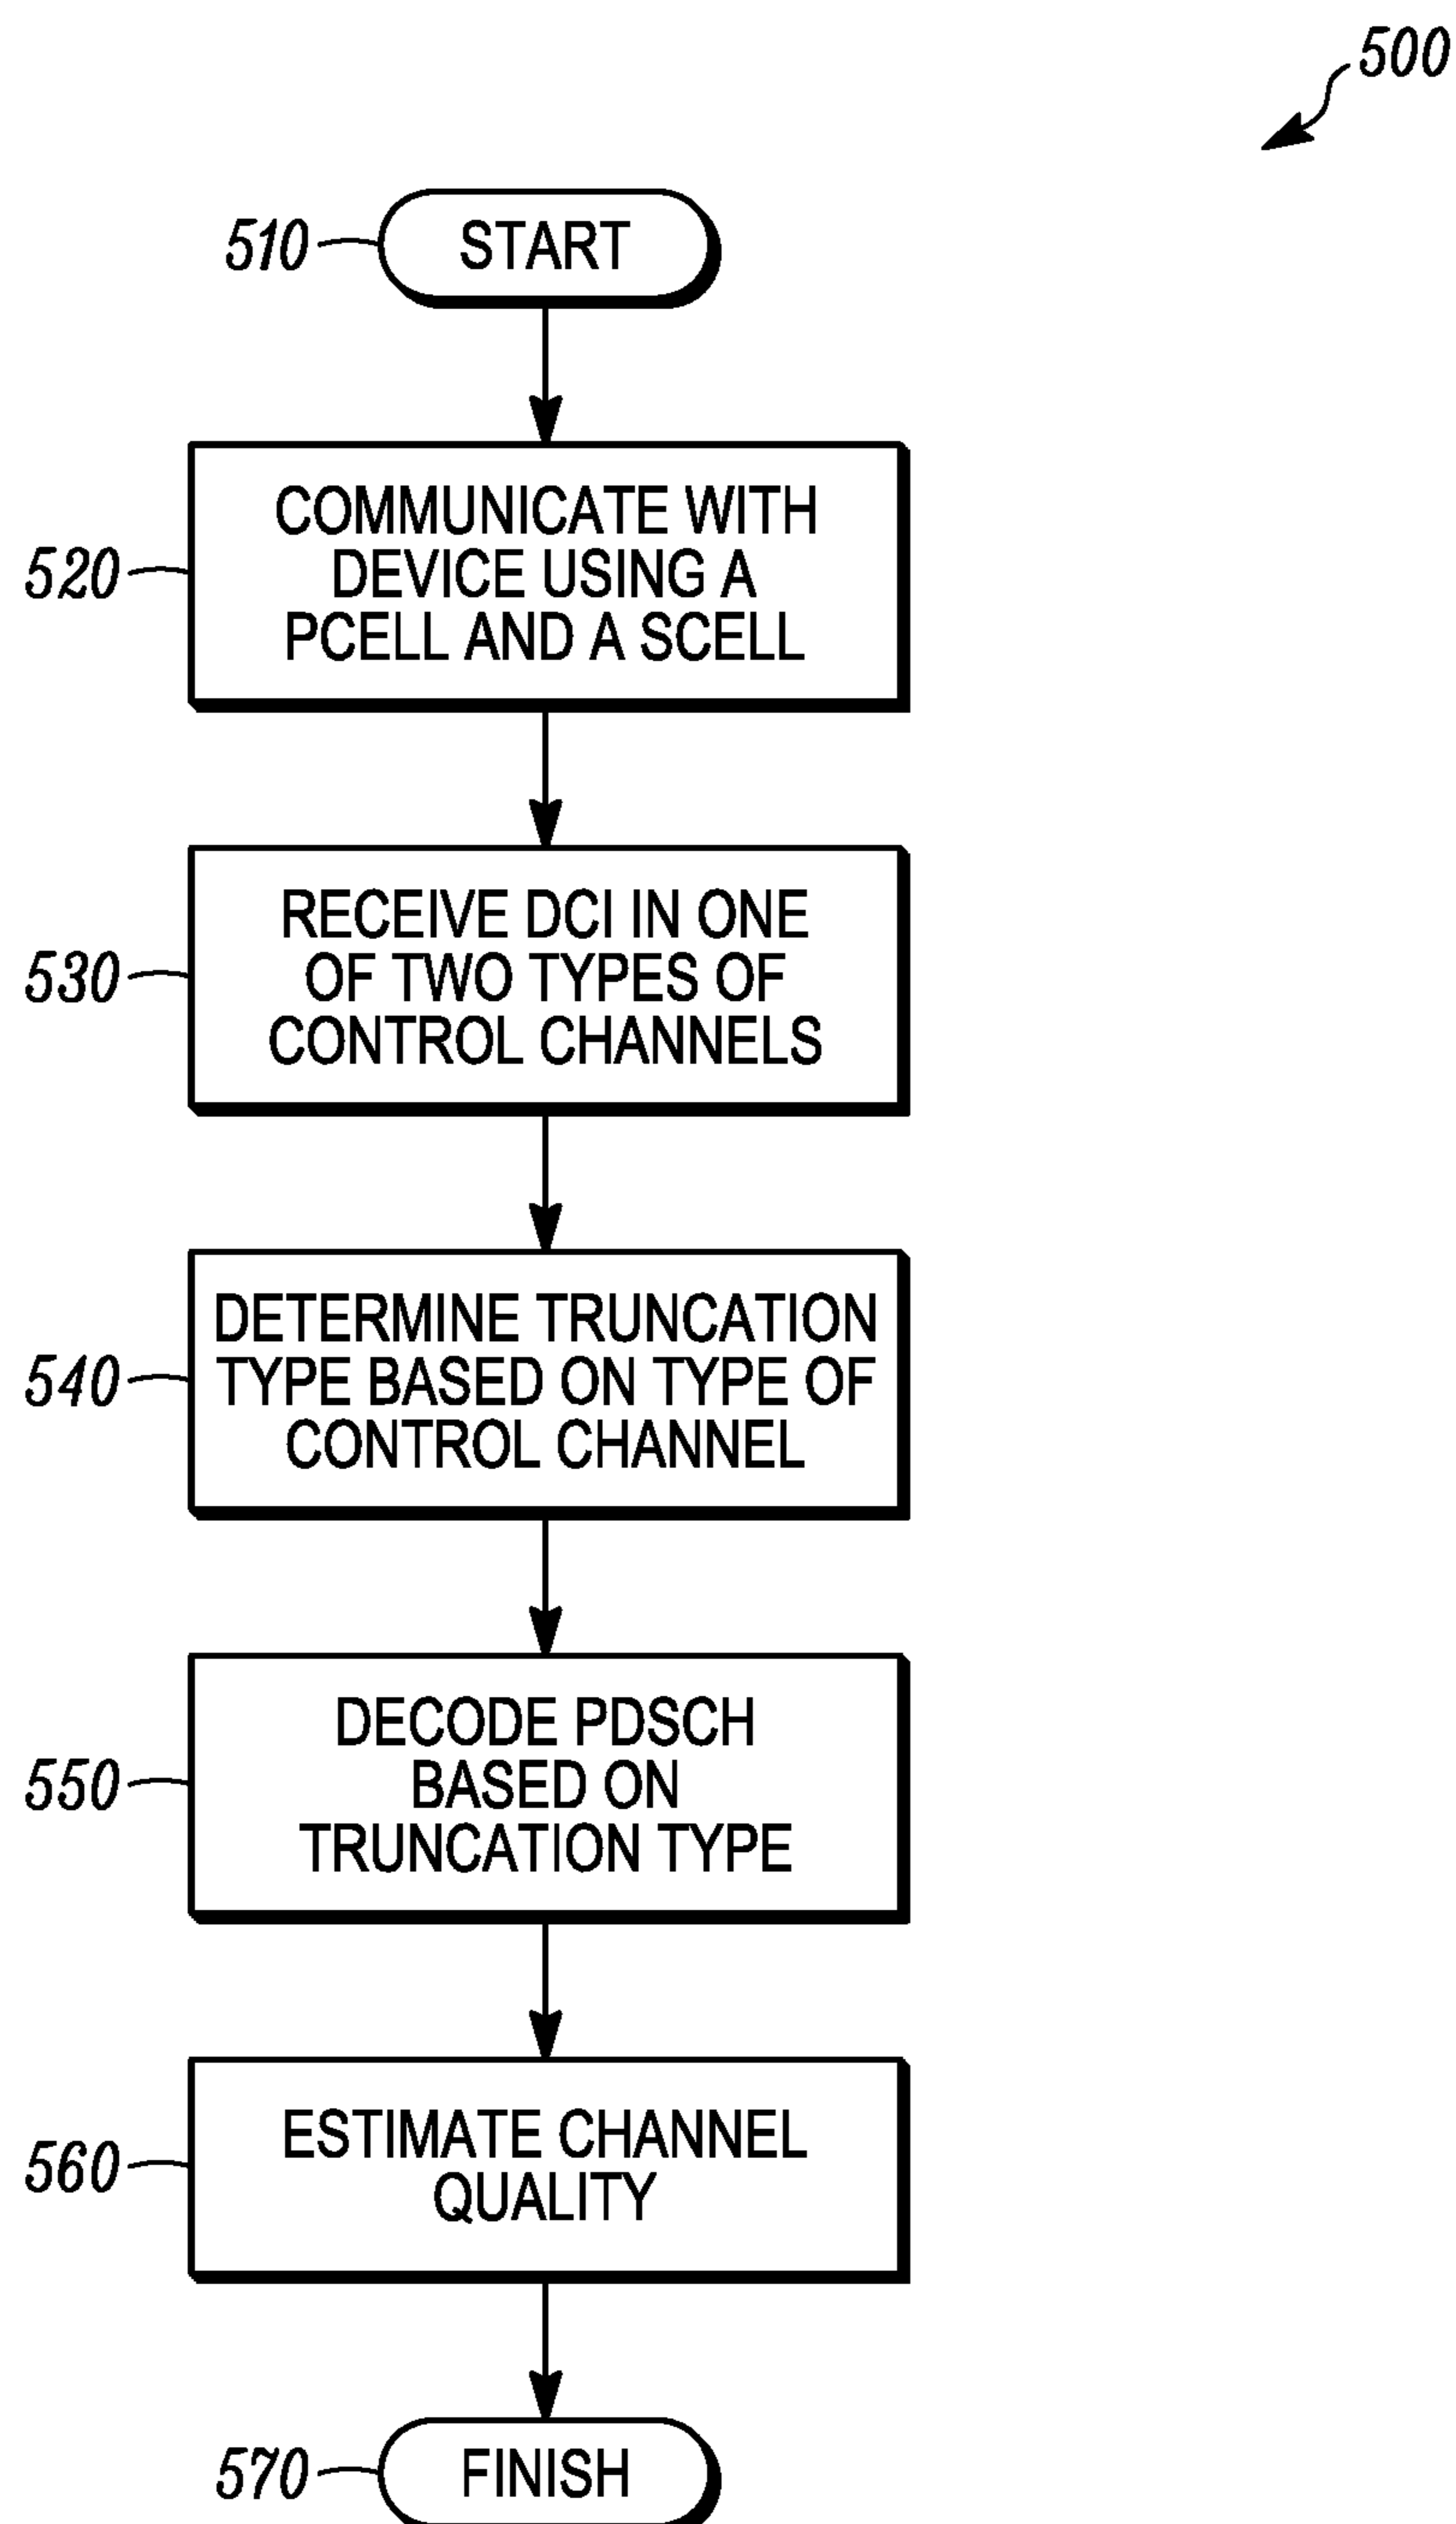 500
510
START
520
COMMUNICATE WITH
DEVICE USING A
PCELL AND A SCELL
530
RECEIVE DCI IN ONE
OF TWO TYPES OF
CONTROL CHANNELS
540
DETERMINE TRUNCATION
TYPE BASED ON TYPE OF
CONTROL CHANNEL
550
DECODE PDSCH
BASED ON
TRUNCATION TYPE
560
ESTIMATE CHANNEL
QUALITY
570
FINISH